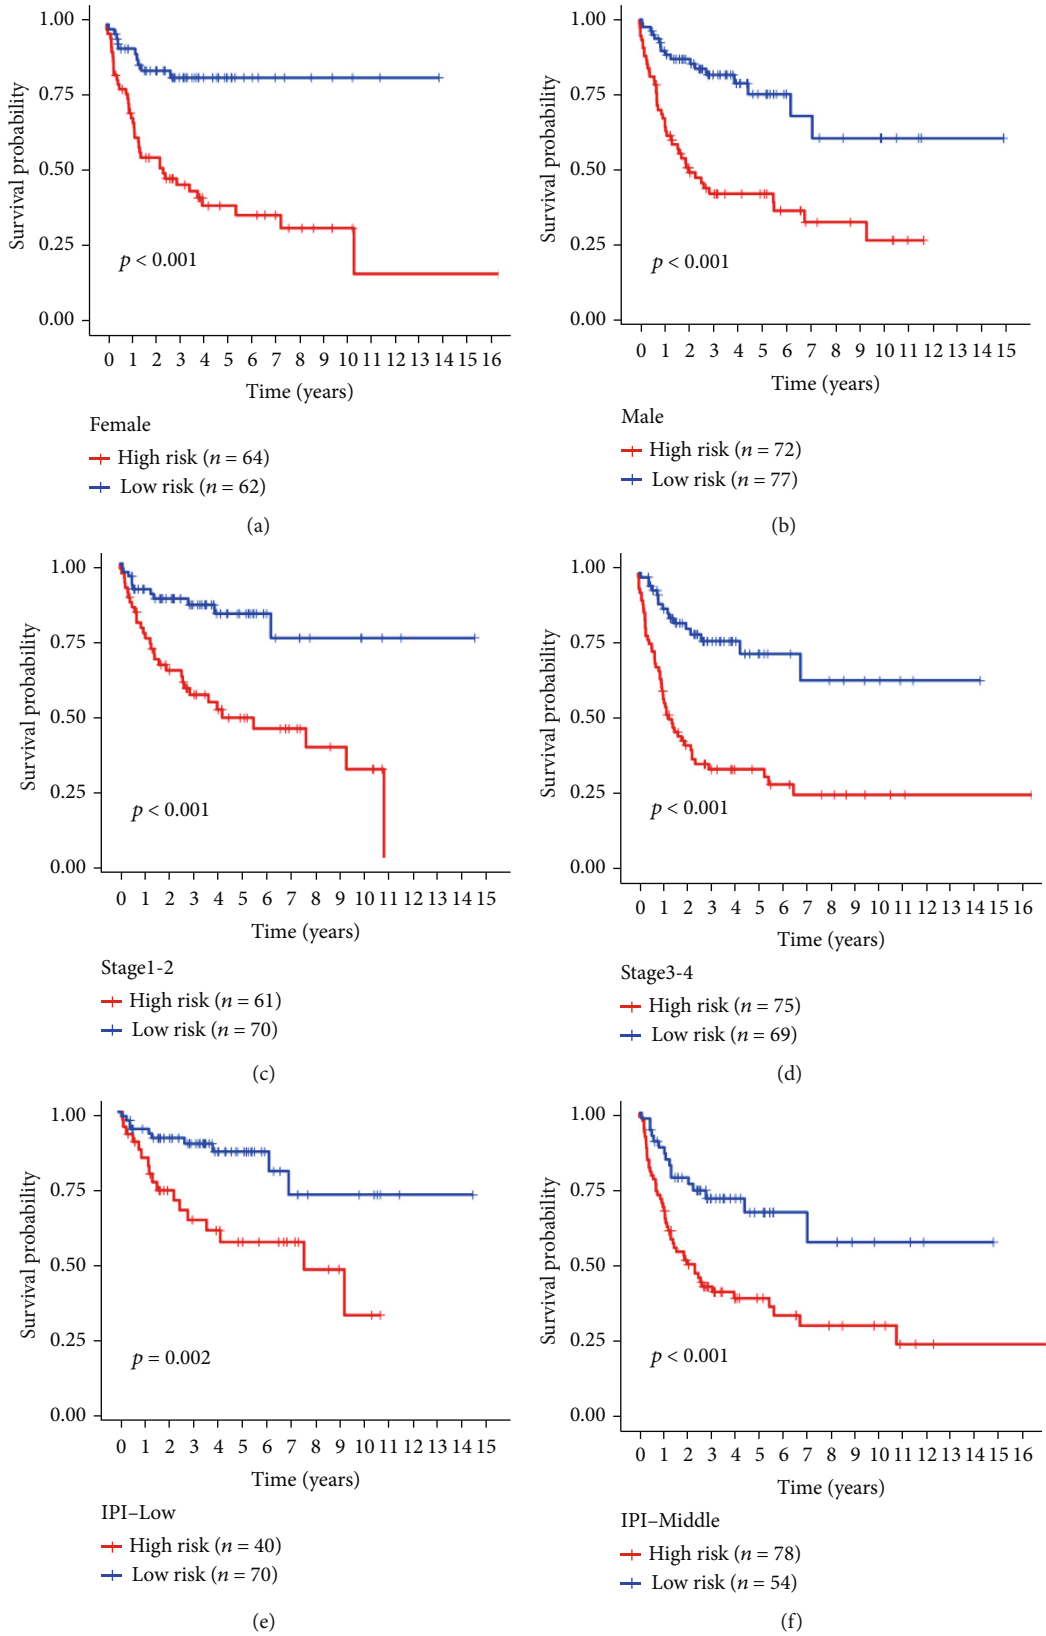 1.00
0.75
0.50
0.25
0.00
Survival probability
p < 0.001
0 1 2 3 4 5 6 7 8 9 10 11 12 13 14 15 16
Time (years)
Female
High risk (n = 64)
Low risk (n = 62)
(a)
1.00
0.75
0.50
0.25
0.00
Survival probability
p < 0.001
0 1 2 3 4 5 6 7 8 9 10 11 12 13 14 15
Time (years)
Male
High risk (n = 72)
Low risk (n = 77)
(b)
1.00
0.75
0.50
0.25
0.00
Survival probability
p < 0.001
0 1 2 3 4 5 6 7 8 9 10 11 12 13 14 15
Time (years)
Stage1-2
High risk (n = 61)
Low risk (n = 70)
(c)
1.00
0.75
0.50
0.25
0.00
Survival probability
p < 0.001
0 1 2 3 4 5 6 7 8 9 10 11 12 13 14 15 16
Time (years)
Stage3-4
High risk (n = 75)
Low risk (n = 69)
(d)
1.00
0.75
0.50
0.25
0.00
Survival probability
p = 0.002
0 1 2 3 4 5 6 7 8 9 10 11 12 13 14 15
Time (years)
IPI–Low
High risk (n = 40)
Low risk (n = 70)
(e)
1.00
0.75
0.50
0.25
0.00
Survival probability
p < 0.001
0 1 2 3 4 5 6 7 8 9 10 11 12 13 14 15 16
Time (years)
IPI–Middle
High risk (n = 78)
Low risk (n = 54)
(f)